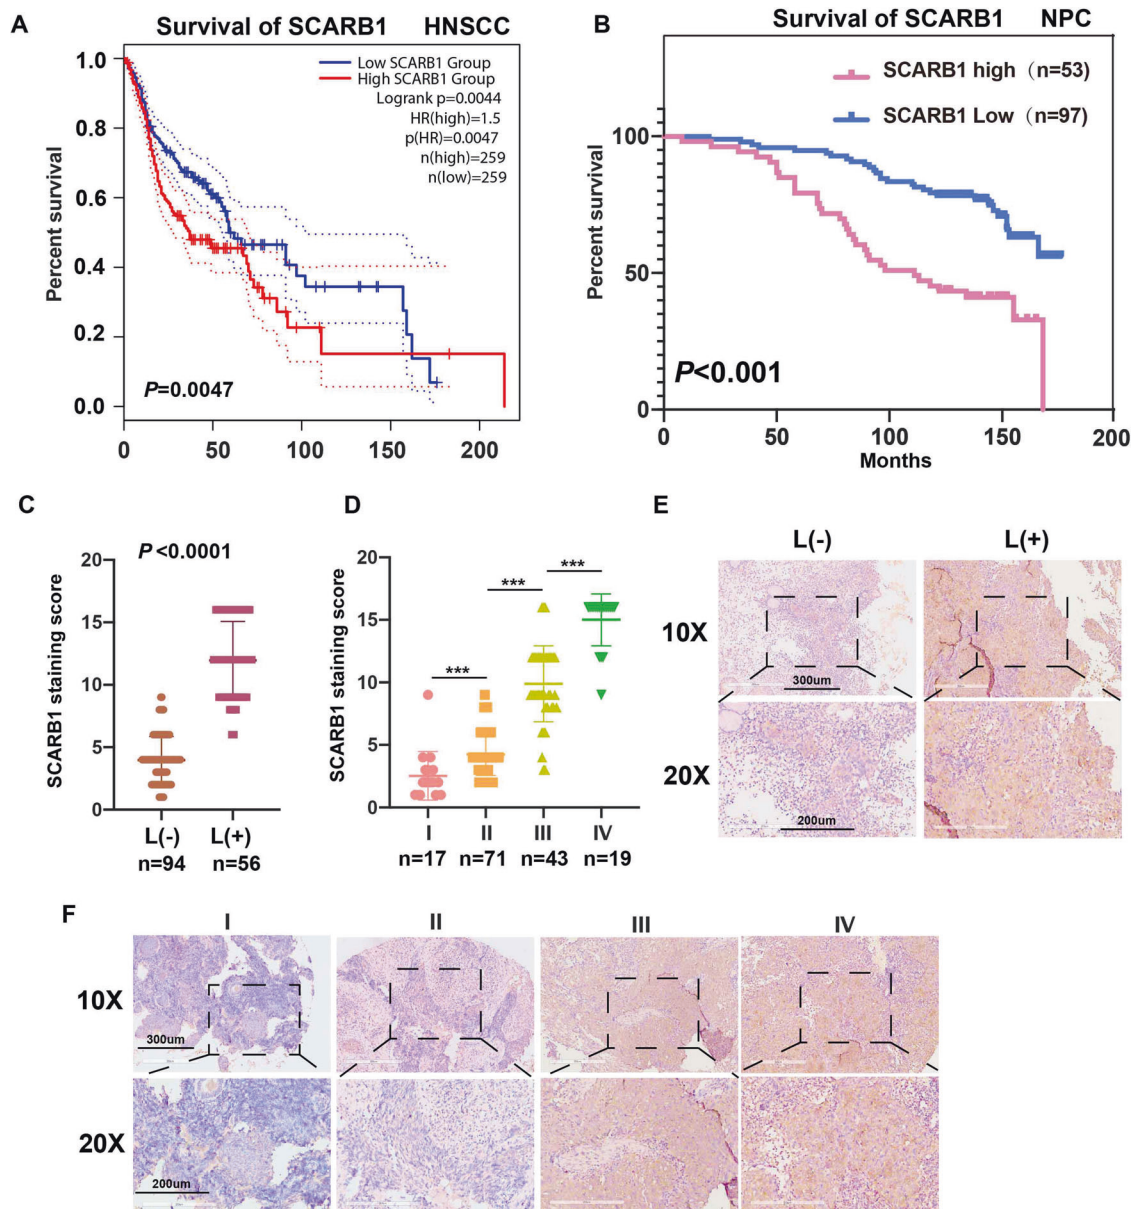 A
Survival of SCARB1 HNSCC
Low SCARB1 Group
High SCARB1 Group
Logrank p=0.0044
HR(high)=1.5
p(HR)=0.0047
n(high)=259
n(low)=259
Percent survival
1.0
0.8
0.6
0.4
0.2
0.0
P=0.0047
0 50 100 150 200
B
Survival of SCARB1 NPC
SCARB1 high（n=53)
SCARB1 Low（n=97)
Percent survival
100
50
0
P<0.001
0 50 100 150 200
Months
C
P <0.0001
SCARB1 staining score
20
15
10
5
0
L(-) L(+)
n=94 n=56
D
SCARB1 staining score
20
15
10
5
0
*** *** ***
I II III IV
n=17 n=71 n=43 n=19
E
L(-) L(+)
10X
300um
20X
200um
F
I II III IV
10X
300um
20X
200um